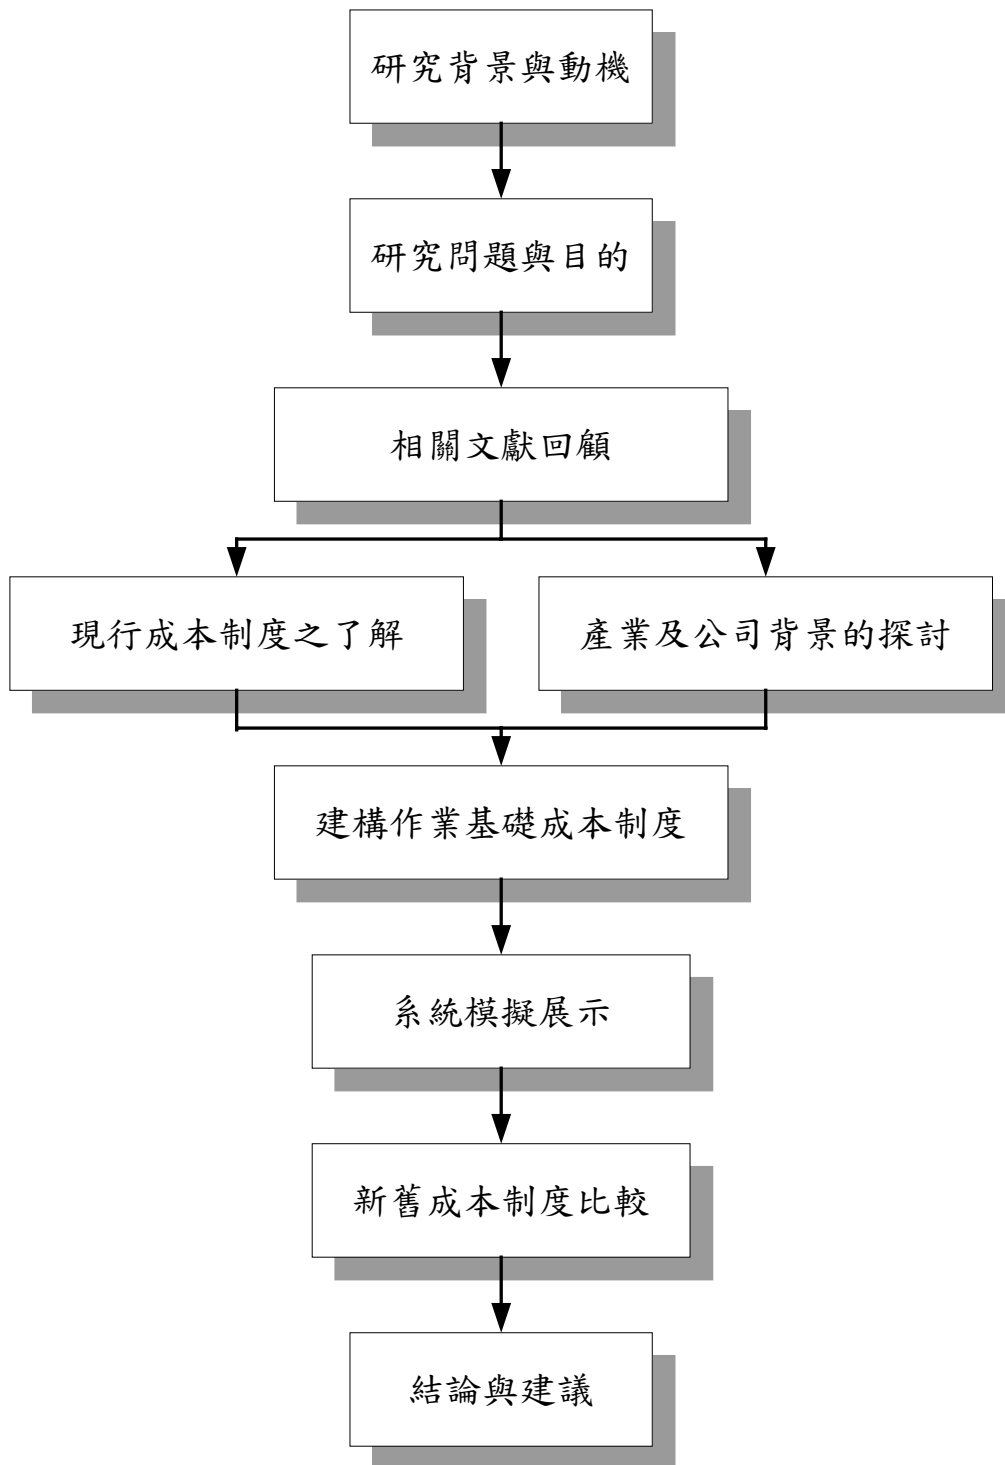 研究背景與動機
研究問題與目的
相關文獻回顧
現行成本制度之了解
產業及公司背景的探討
建構作業基礎成本制度
系統模擬展示
新舊成本制度比較
結論與建議